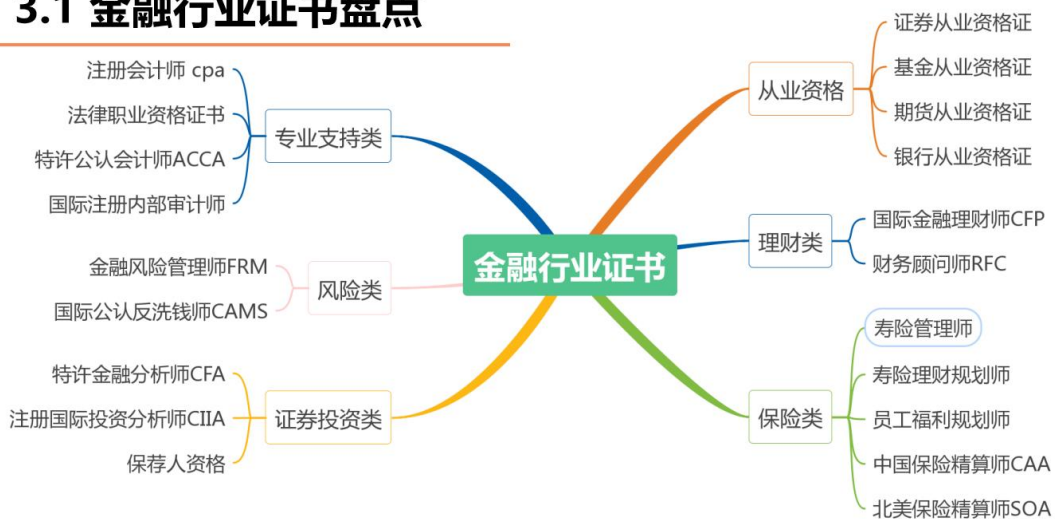 3.1 金融行业证书盘点
注册会计师 cpa
法律职业资格证书
特许公认会计师ACCA
国际注册内部审计师
专业支持类
金融风险管理师FRM
国际公认反洗钱师CAMS
风险类
特许金融分析师CFA
注册国际投资分析师CIIA
保荐人资格
证券投资类
金融行业证书
从业资格
证券从业资格证
基金从业资格证
期货从业资格证
银行从业资格证
理财类
国际金融理财师CFP
财务顾问师RFC
保险类
寿险管理师
寿险理财规划师
员工福利规划师
中国保险精算师CAA
北美保险精算师SOA